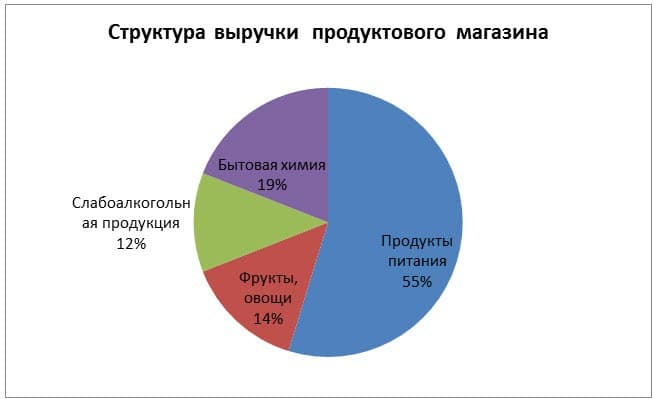 Структура выручки продуктового магазина
Бытовая химия
19%
Слабоалкогольн
ая продукция
12%
Продукты
питания
55%
Фрукты,
овощи
14%